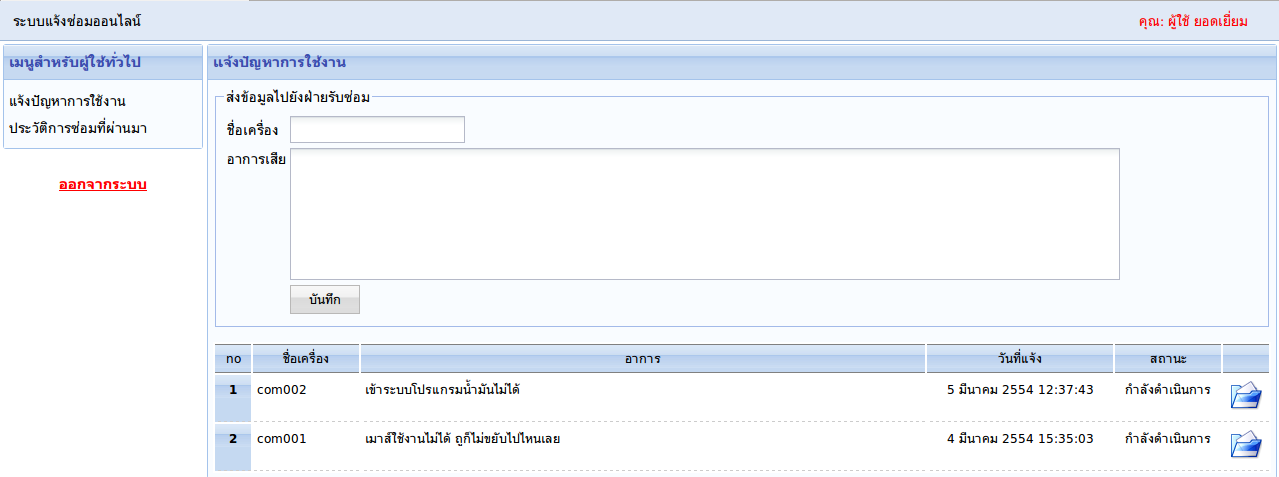 ระบบแจ้งซ่อมออนไลน์
คุณ: ผู้ใช้ ยอดเยี่ยม
เมนูสำหรับผู้ใช้ทั่วไป
แจ้งปัญหาการใช้งาน
ประวัติการซ่อมที่ผ่านมา
ออกจากระบบ
แจ้งปัญหาการใช้งาน
ส่งข้อมูลไปยังฝ่ายรับซ่อม
ชื่อเครื่อง
อาการเสีย
บันทึก
no ชื่อเครื่อง อาการ วันที่แจ้ง สถานะ
1 com002 เข้าระบบโปรแกรมน้ำมันไม่ได้ 5 มีนาคม 2554 12:37:43 กำลังดำเนินการ
2 com001 เมาส์ใช้งานไม่ได้ ถูก็ไม่ขยับไปไหนเลย 4 มีนาคม 2554 15:35:03 กำลังดำเนินการ